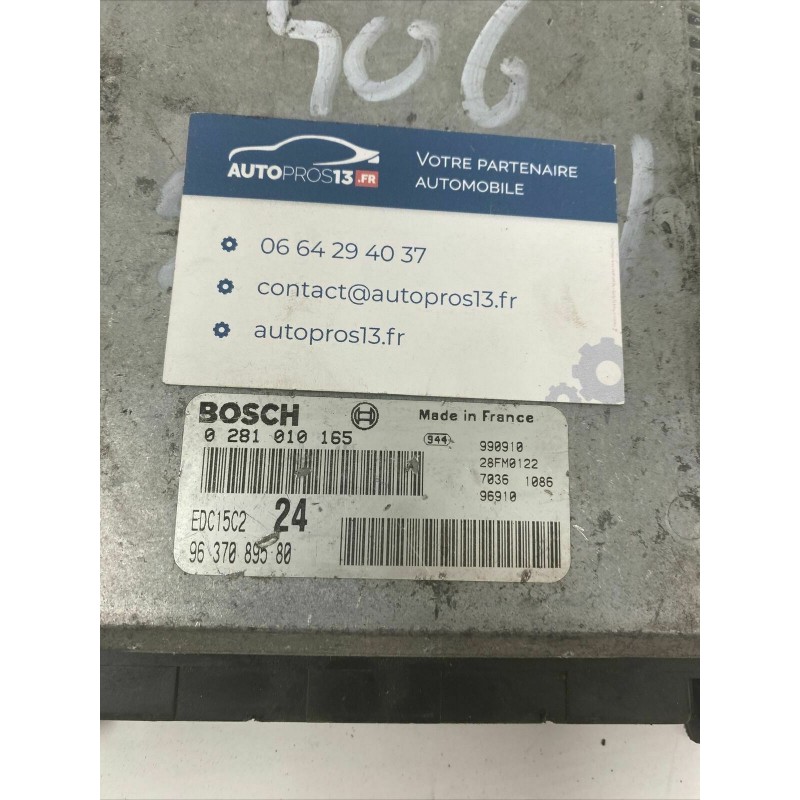 406
AUTOPROS13.FR
VOTRE PARTENAIRE
AUTOMOBILE
06 64 29 40 37
contact@autopros13.fr
autopros13.fr
BOSCH
Made in France
0 281 010 165
944
990910
28FM0122
7036 1086
96910
EDC15C2 24
96 370 895 80